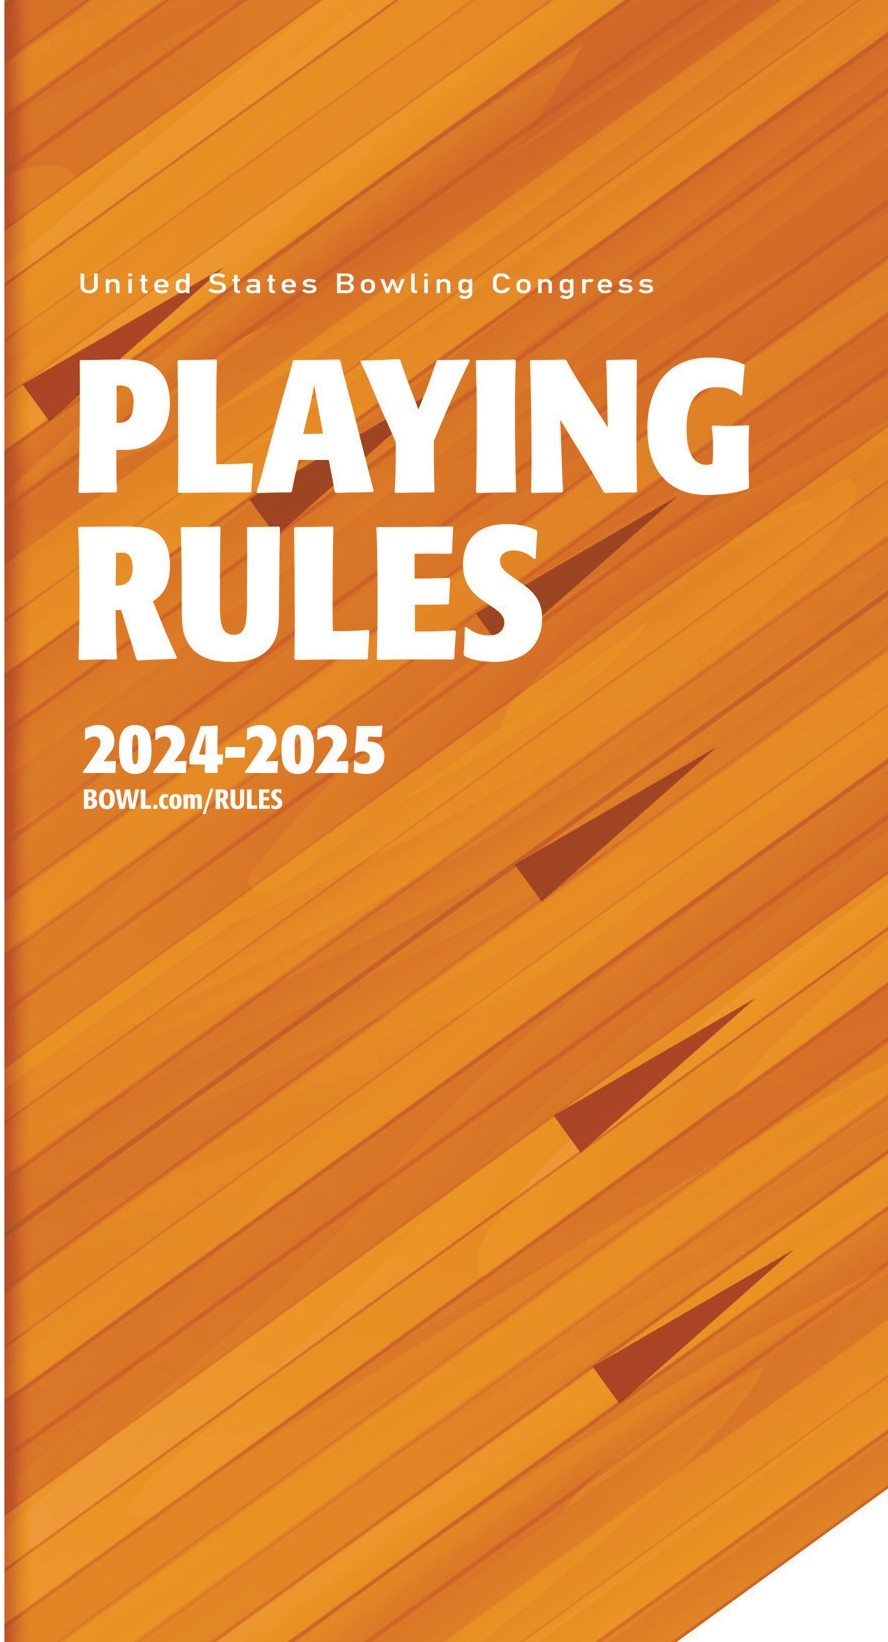 United States Bowling Congress
PLAYING
RULES
2024-2025
BOWL.com/RULES